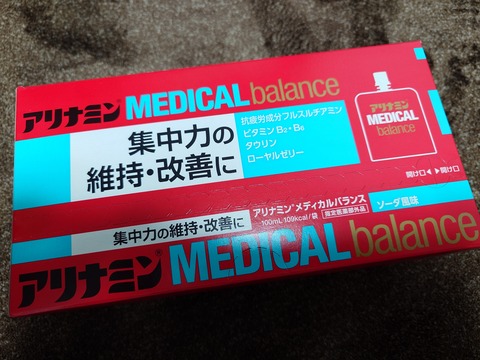 アリナミン MEDICAL balance
集中力の
維持・改善に
抗疲労成分フルスルチアミン
ビタミンB2・B6
タウリン
ローヤルゼリー
アリナミン
MEDICAL
balance
開け口 開け口
集中力の維持・改善に
アリナミン メディカルバランス
100mL・109kcal/袋 指定医薬部外品
ソーダ風味
アリナミン MEDICAL balance